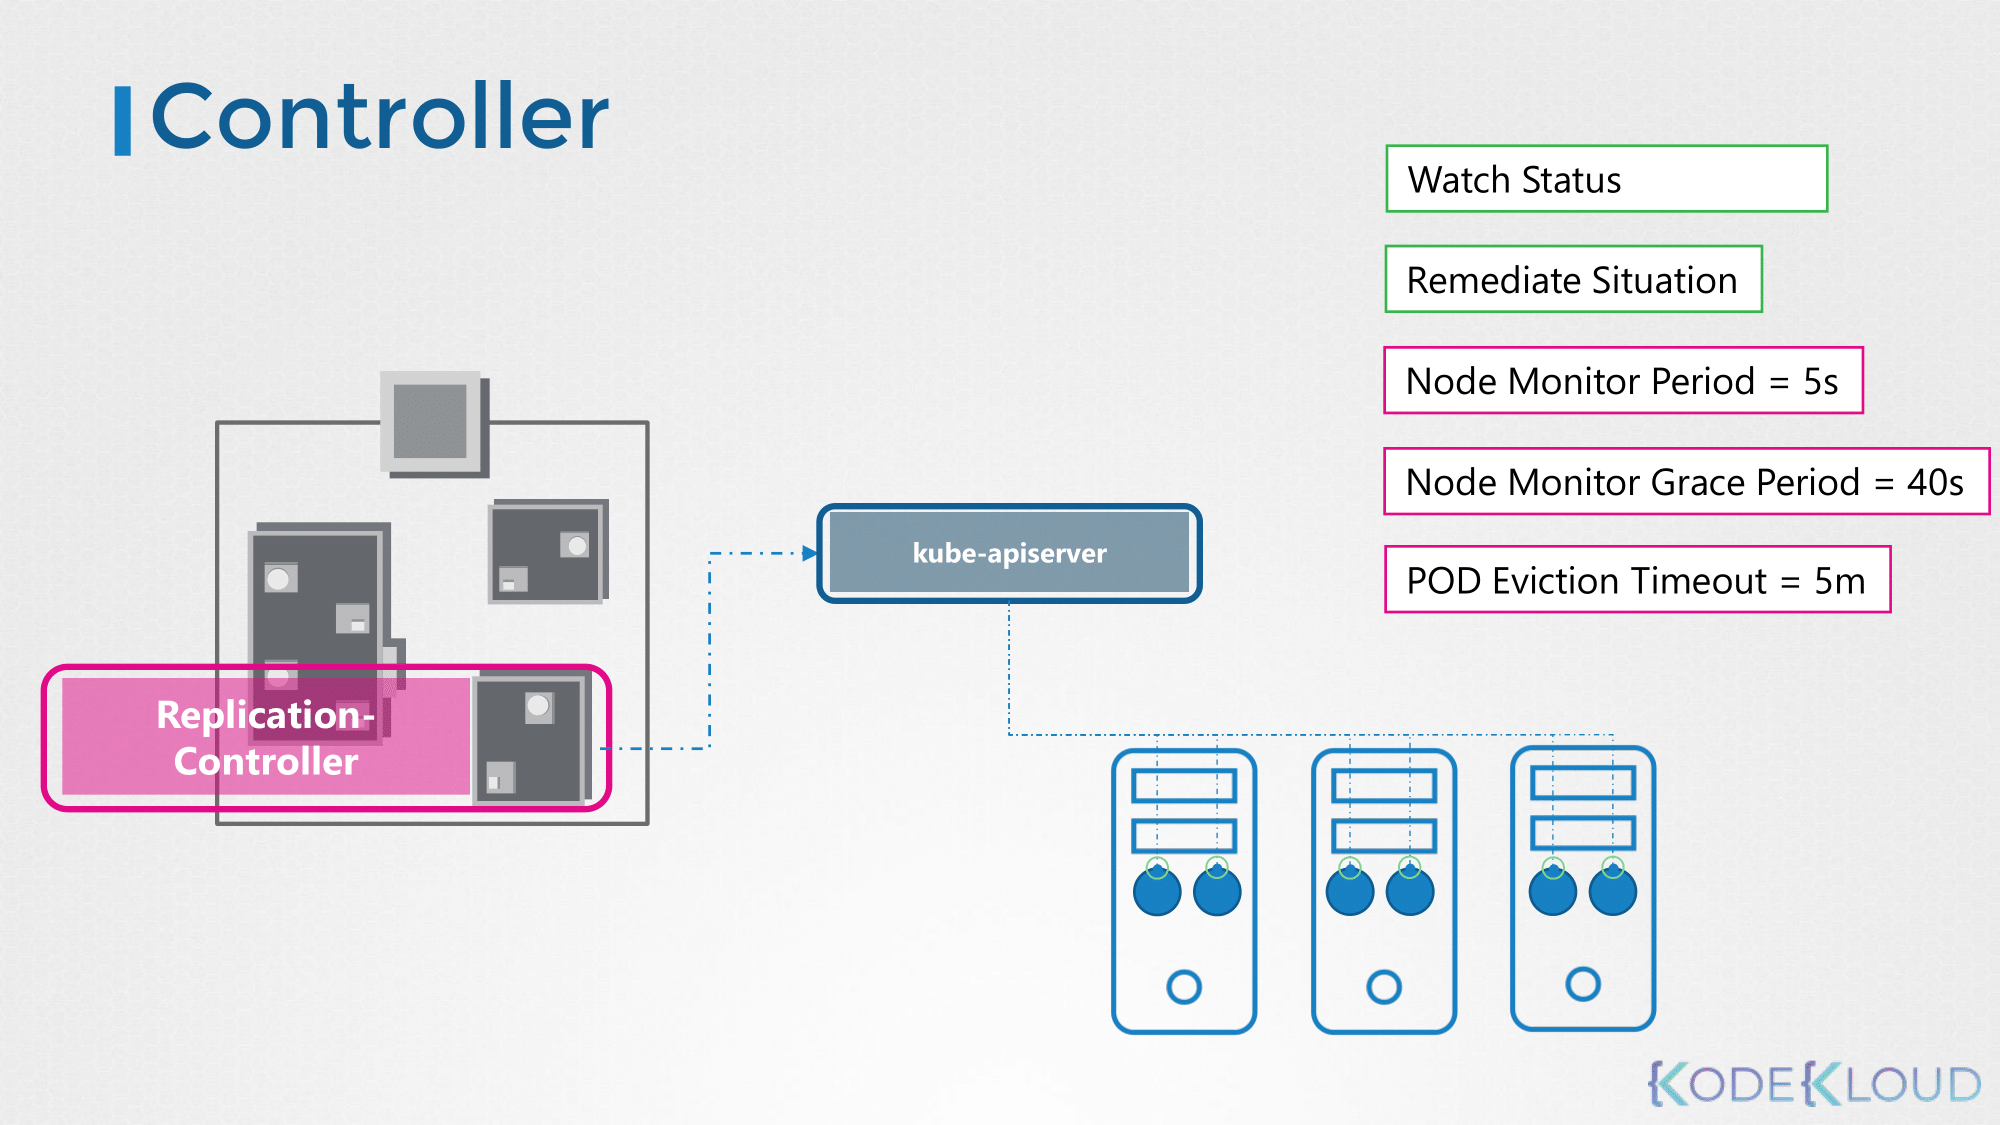 Controller
Watch Status
Remediate Situation
Node Monitor Period = 5s
Node Monitor Grace Period = 40s
POD Eviction Timeout = 5m
kube-apiserver
Replication-
Controller
KODEKLOUD